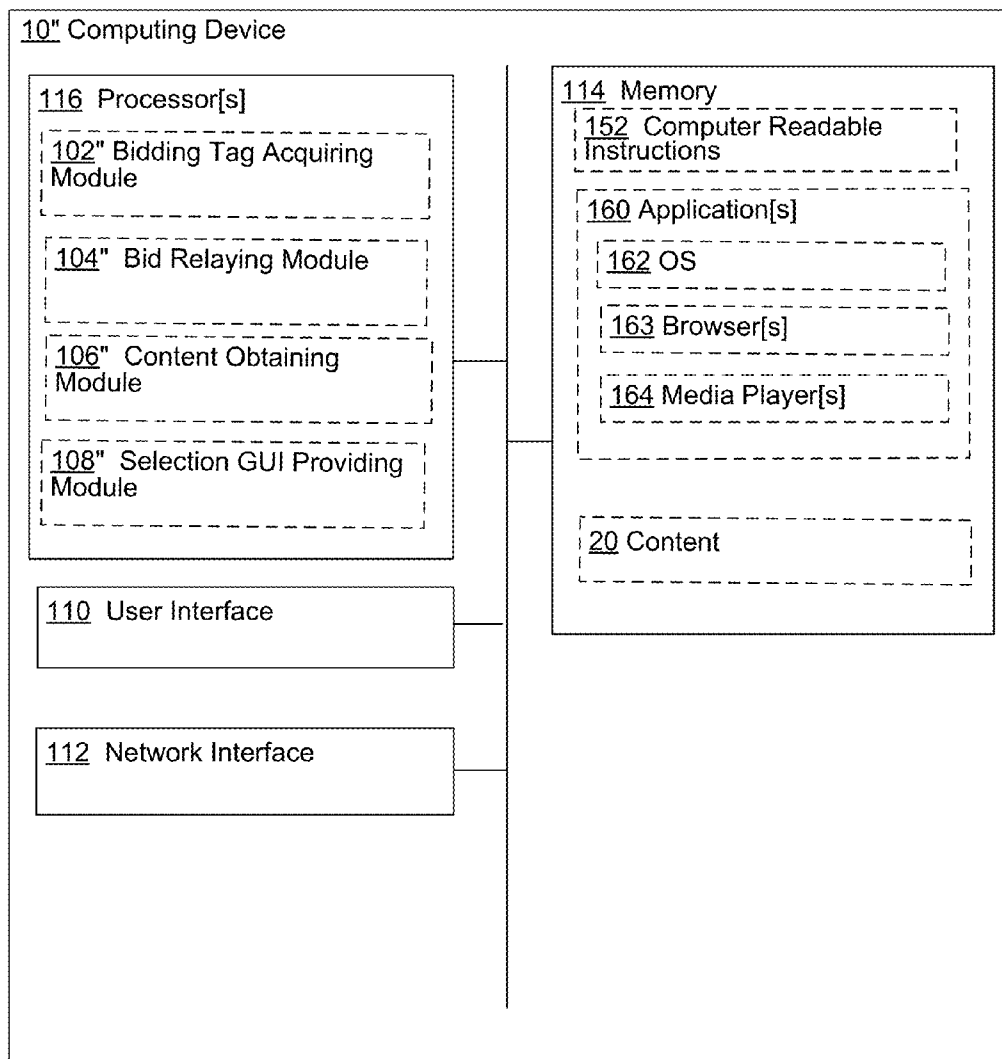 10" Computing Device
116 Processor[s]
102" Bidding Tag Acquiring
Module
104" Bid Relaying Module
106" Content Obtaining
Module
108" Selection GUI Providing
Module
110 User Interface
112 Network Interface
114 Memory
152 Computer Readable
Instructions
160 Application[s]
162 OS
163 Browser[s]
164 Media Player[s]
20 Content